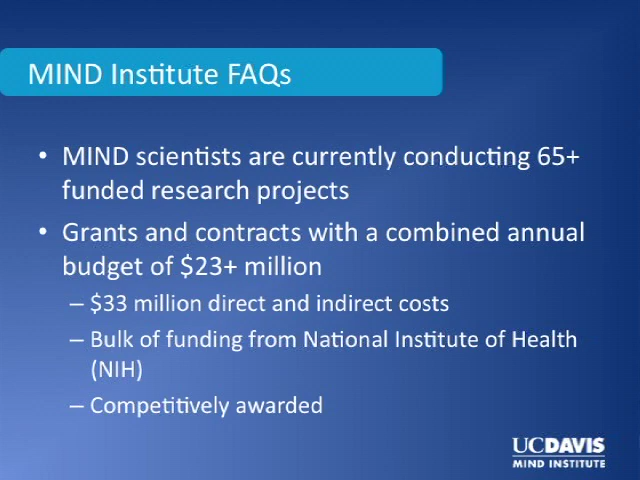 MIND Institute FAQs
• MIND scientists are currently conducting 65+
funded research projects
• Grants and contracts with a combined annual
budget of $23+ million
– $33 million direct and indirect costs
– Bulk of funding from National Institute of Health
(NIH)
– Competitively awarded
UCDAVIS
MIND INSTITUTE